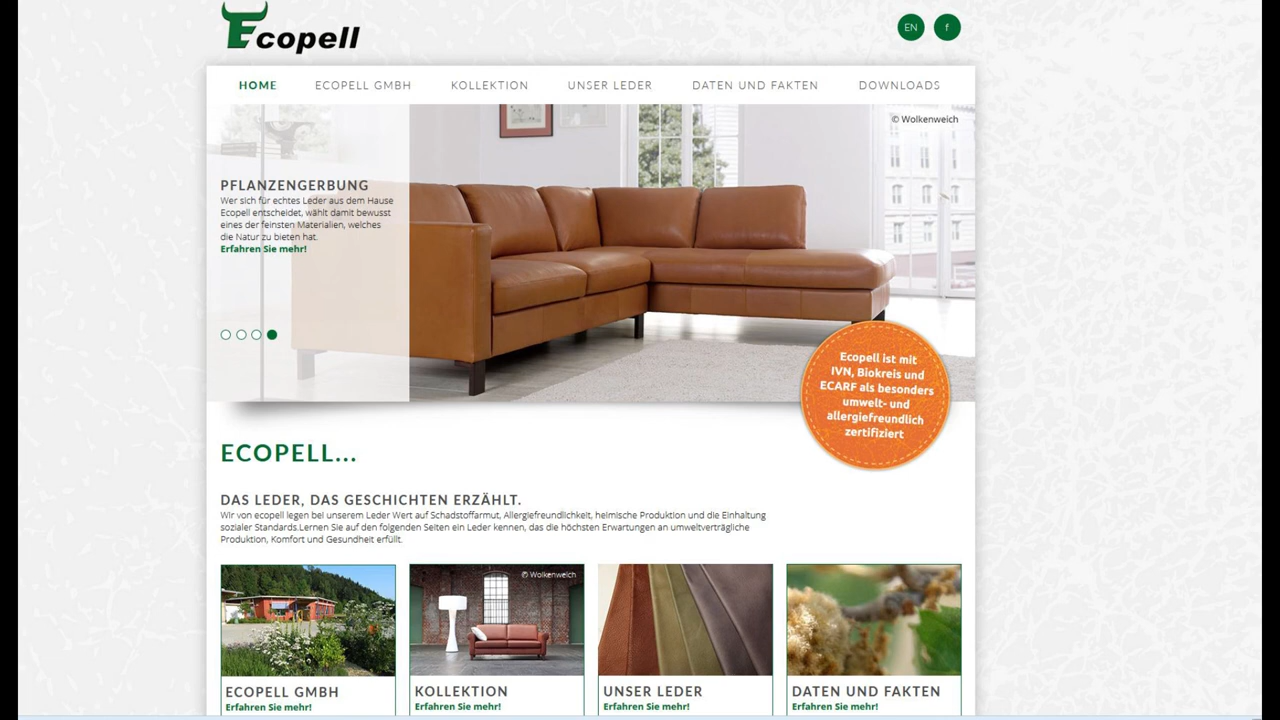 Ecopell
EN
f
HOME
ECOPELL GMBH
KOLLEKTION
UNSER LEDER
DATEN UND FAKTEN
DOWNLOADS
© Wolkenweich
PFLANZENGERBUNG
Wer sich für echtes Leder aus dem Hause
Ecopell entscheidet, wählt damit bewusst
eines der feinsten Materialien, welches
die Natur zu bieten hat.
Erfahren Sie mehr!
Ecopell ist mit
IVN, Biokreis und
ECARF als besonders
umwelt- und
allergiefreundlich
zertifiziert
ECOPELL...
DAS LEDER, DAS GESCHICHTEN ERZÄHLT.
Wir von ecopell legen bei unserem Leder Wert auf Schadstoffarmut, Allergiefreundlichkeit, heimische Produktion und die Einhaltung
sozialer Standards.Lernen Sie auf den folgenden Seiten ein Leder kennen, das die höchsten Erwartungen an umweltverträgliche
Produktion, Komfort und Gesundheit erfüllt.
© Wolkenweich
ECOPELL GMBH
Erfahren Sie mehr!
KOLLEKTION
Erfahren Sie mehr!
UNSER LEDER
Erfahren Sie mehr!
DATEN UND FAKTEN
Erfahren Sie mehr!